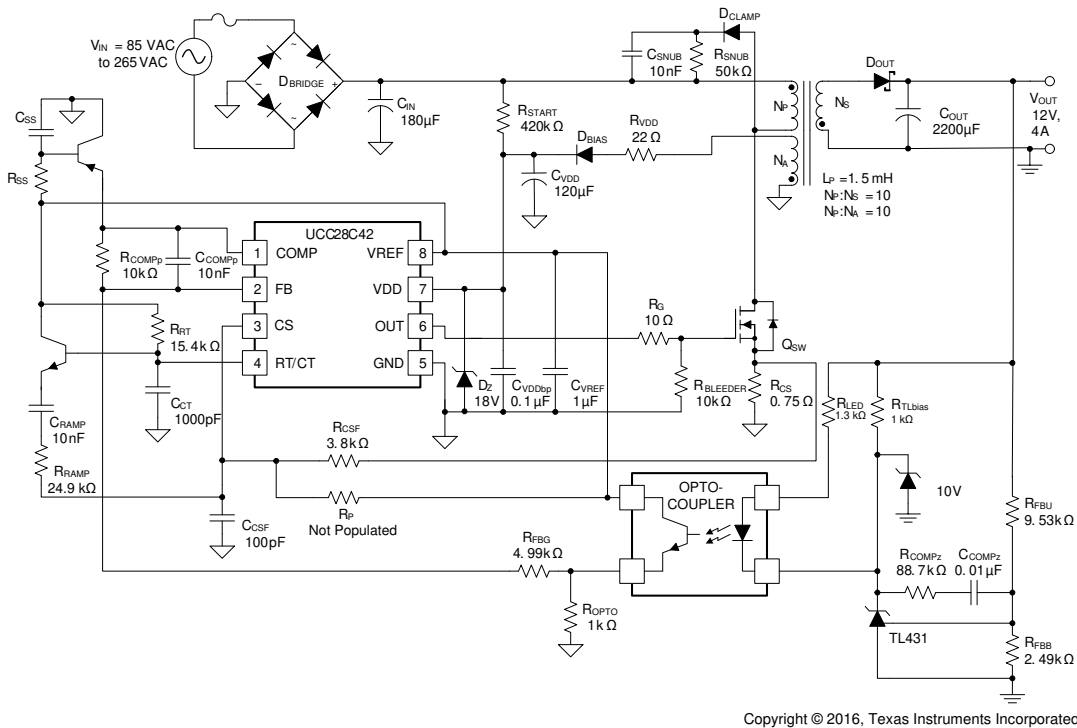 VIN = 85 VAC
to 265 VAC
~
~
−
+
DBRIDGE
CIN
180µF
CSNUB
10nF
RSNUB
50kΩ
DCLAMP
RSTART
420kΩ
DBIAS
RVDD
22 Ω
CVDD
120µF
NP
NS
NA
DOUT
COUT
2200µF
VOUT
12V,
4A
LP = 1.5 mH
NP:NS = 10
NP:NA = 10
CSS
RSS
RCOMPp
10kΩ
CCOMPp
10nF
UCC28C42
1
COMP
2
FB
3
CS
4
RT/CT
VREF
8
VDD
7
OUT
6
GND
5
RRT
15.4kΩ
CCT
1000pF
CRAMP
10nF
RRAMP
24.9 kΩ
DZ
18V
CVDDbp
0.1µF
CVREF
1µF
RG
10 Ω
RBLEEDER
10kΩ
QSW
RCS
0.75Ω
RLED
1.3 kΩ
RTLbias
1 kΩ
10V
RCSF
3.8kΩ
RP
Not Populated
CCSF
100pF
OPTO-
COUPLER
RFBG
4.99kΩ
ROPTO
1kΩ
RFBU
9.53kΩ
RCOMPz
88.7kΩ
CCOMPz
0.01µF
TL431
RFBB
2.49kΩ
Copyright © 2016, Texas Instruments Incorporated